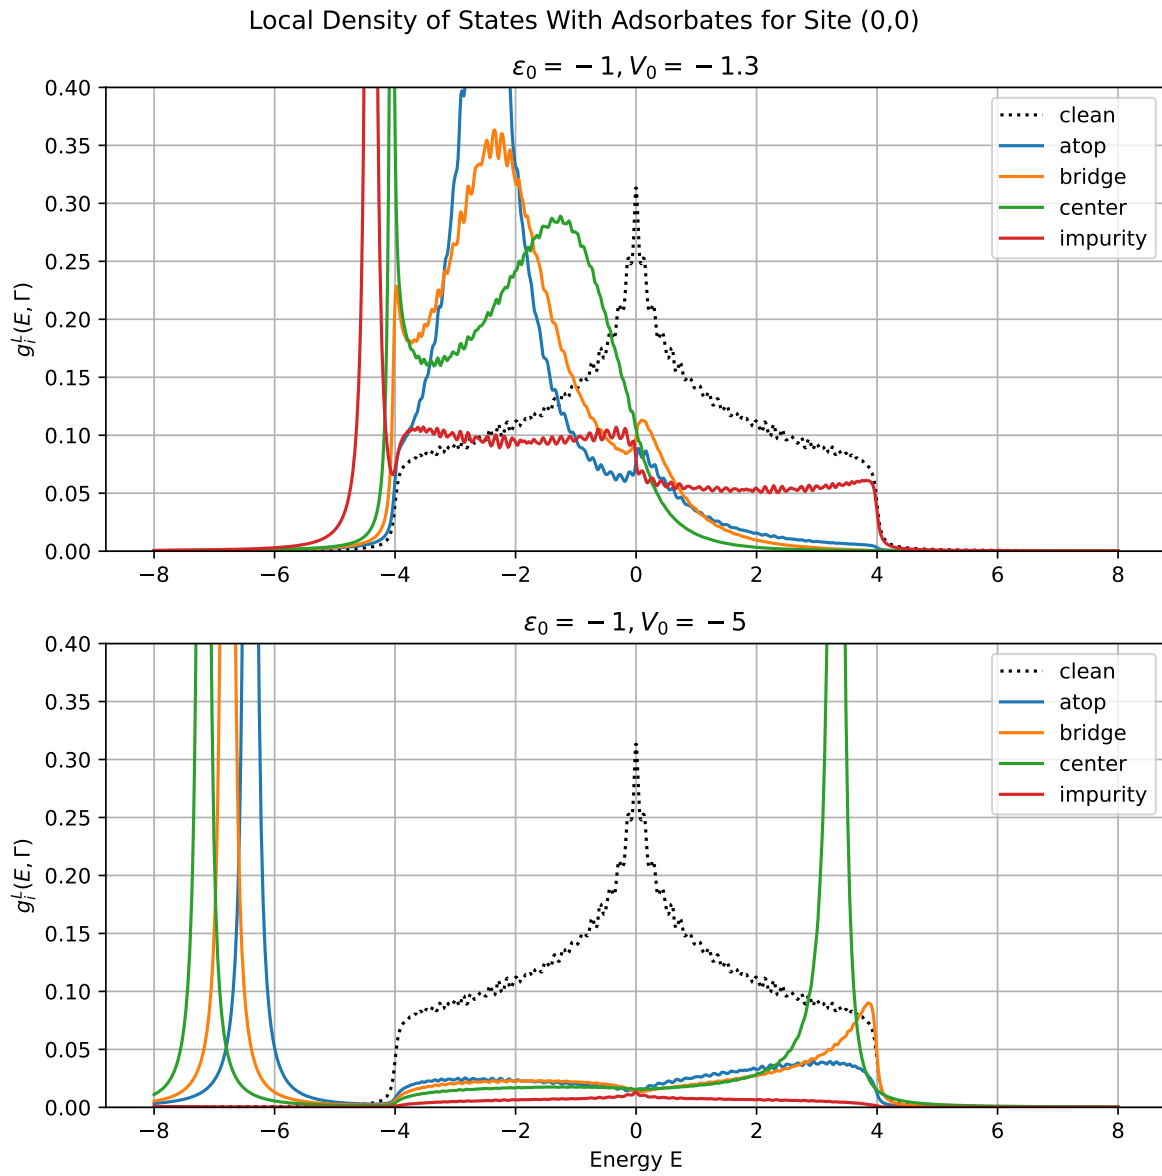 Local Density of States With Adsorbates for Site (0,0)
ε₀ = −1, V₀ = −1.3
0.40
0.35
0.30
0.25
0.20
0.15
0.10
0.05
0.00
gᵢᴸ(E, Γ)
clean
atop
bridge
center
impurity
−8 −6 −4 −2 0 2 4 6 8
ε₀ = −1, V₀ = −5
0.40
0.35
0.30
0.25
0.20
0.15
0.10
0.05
0.00
gᵢᴸ(E, Γ)
clean
atop
bridge
center
impurity
−8 −6 −4 −2 0 2 4 6 8
Energy E